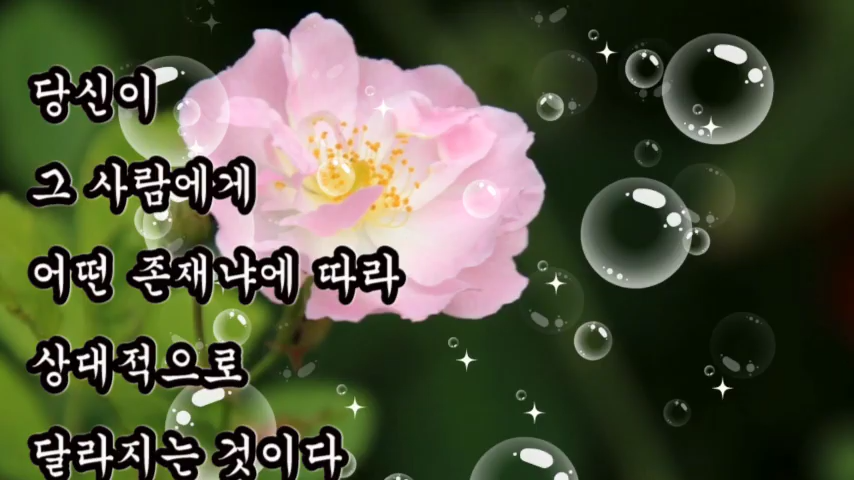 당신이
그 사람에게
어떤 존재냐에 따라
상대적으로
달라지는 것이다